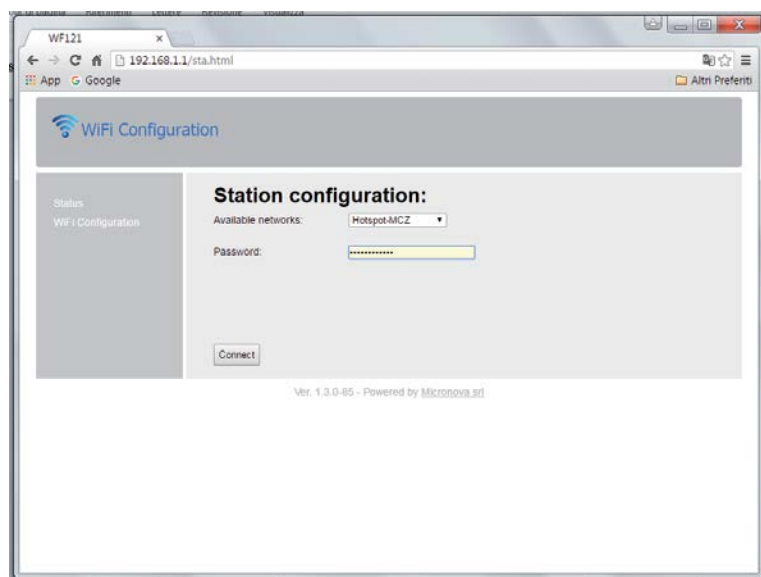 WF121
192.168.1.1/sta.html
App Google
Altri Preferiti
WiFi Configuration
Status
WiFi Configuration
Station configuration:
Available networks: Hotspot-MCZ
Password: ••••••••••••
Connect
Ver. 1.3.0-85 - Powered by Micronova srl